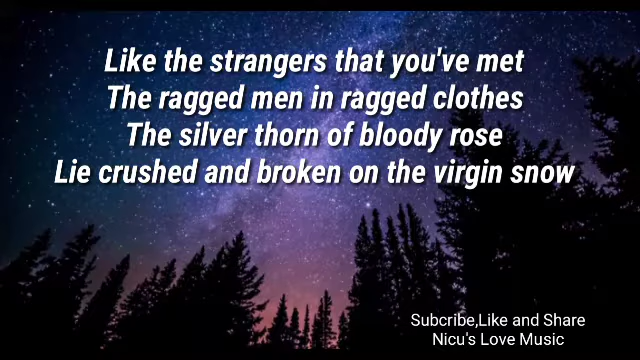 Like the strangers that you've met
The ragged men in ragged clothes
The silver thorn of bloody rose
Lie crushed and broken on the virgin snow
Subcribe,Like and Share
Nicu's Love Music